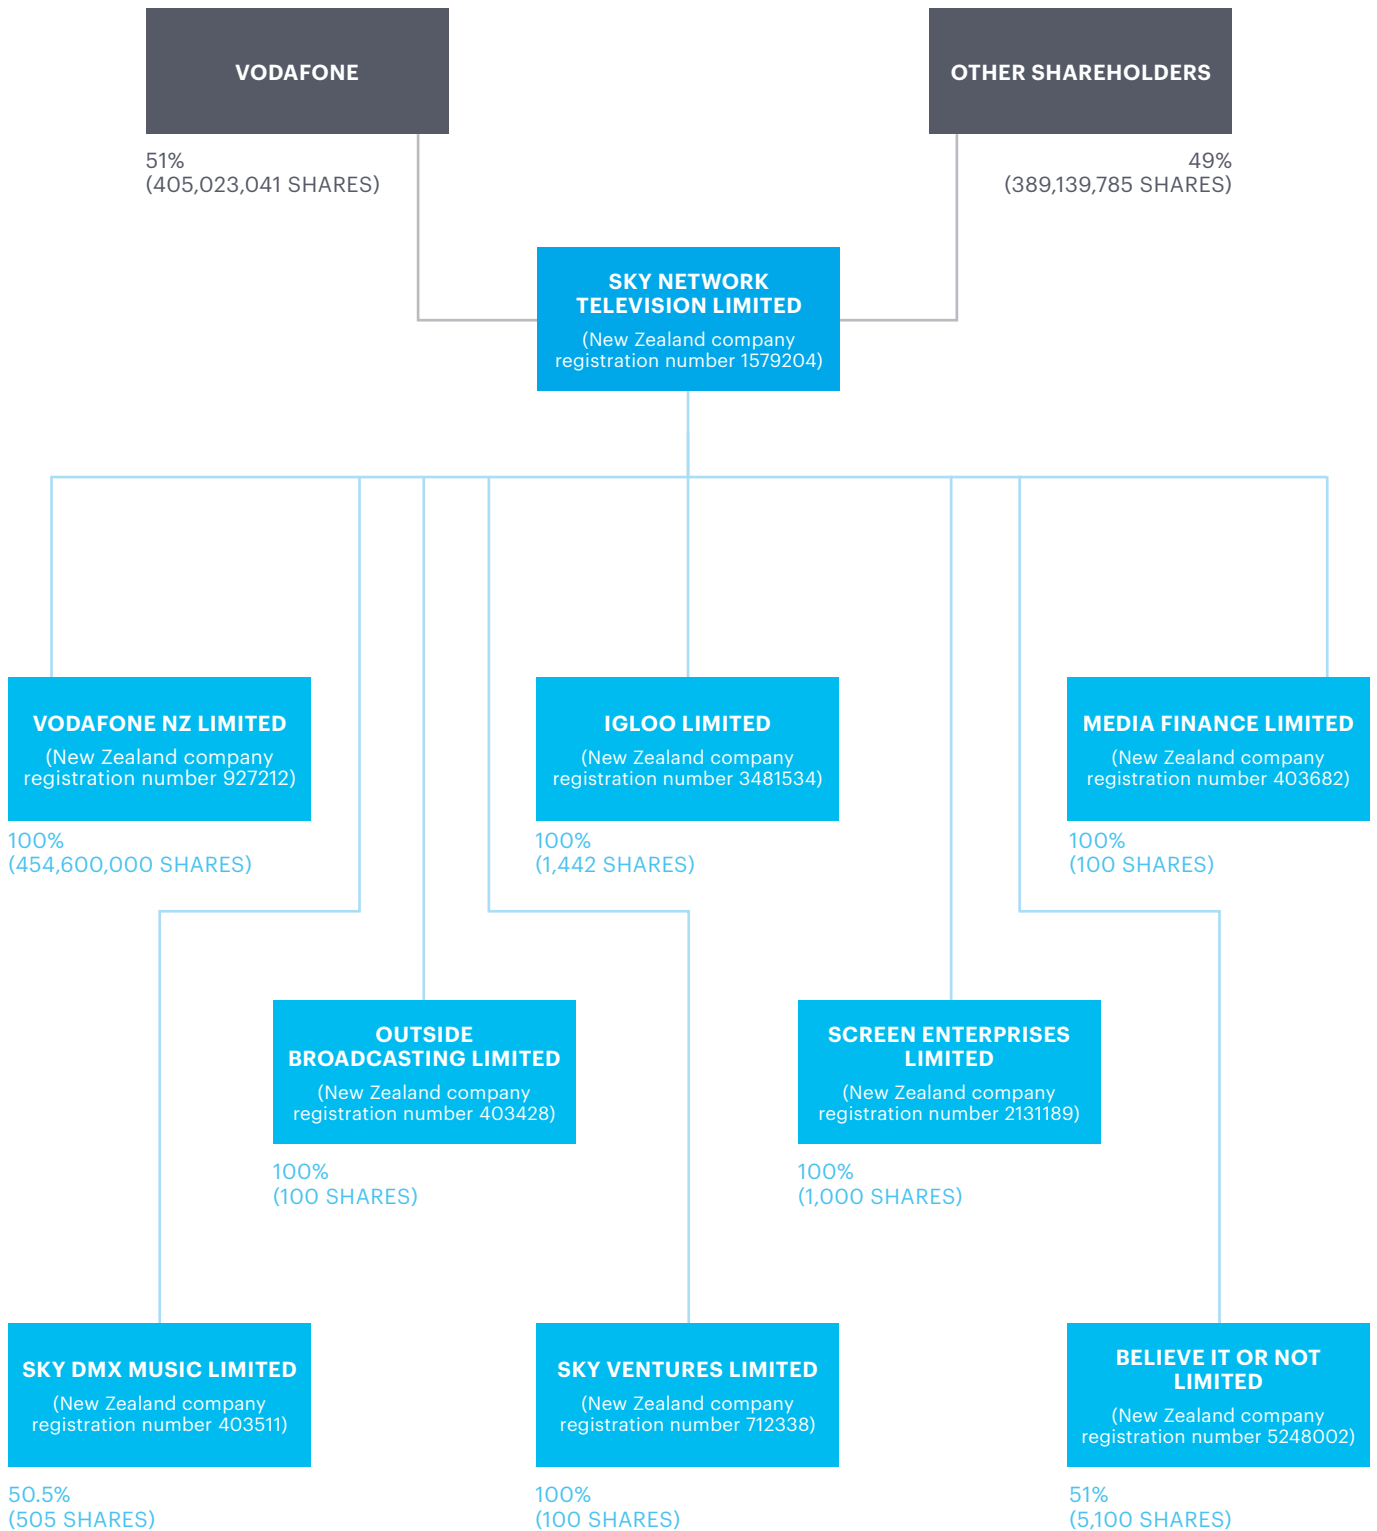 VODAFONE
51%
(405,023,041 SHARES)
OTHER SHAREHOLDERS
49%
(389,139,785 SHARES)
SKY NETWORK
TELEVISION LIMITED
(New Zealand company
registration number 1579204)
VODAFONE NZ LIMITED
(New Zealand company
registration number 927212)
100%
(454,600,000 SHARES)
IGLOO LIMITED
(New Zealand company
registration number 3481534)
100%
(1,442 SHARES)
MEDIA FINANCE LIMITED
(New Zealand company
registration number 403682)
100%
(100 SHARES)
OUTSIDE
BROADCASTING LIMITED
(New Zealand company
registration number 403428)
100%
(100 SHARES)
SCREEN ENTERPRISES
LIMITED
(New Zealand company
registration number 2131189)
100%
(1,000 SHARES)
SKY DMX MUSIC LIMITED
(New Zealand company
registration number 403511)
50.5%
(505 SHARES)
SKY VENTURES LIMITED
(New Zealand company
registration number 712338)
100%
(100 SHARES)
BELIEVE IT OR NOT
LIMITED
(New Zealand company
registration number 5248002)
51%
(5,100 SHARES)